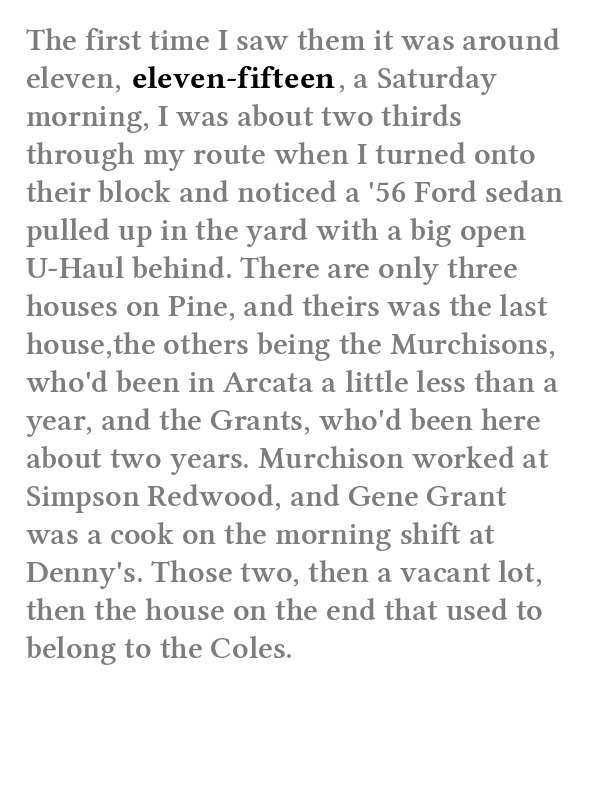 The first time I saw them it was around
eleven, eleven-fifteen, a Saturday
morning, I was about two thirds
through my route when I turned onto
their block and noticed a '56 Ford sedan
pulled up in the yard with a big open
U-Haul behind. There are only three
houses on Pine, and theirs was the last
house,the others being the Murchisons,
who'd been in Arcata a little less than a
year, and the Grants, who'd been here
about two years. Murchison worked at
Simpson Redwood, and Gene Grant
was a cook on the morning shift at
Denny's. Those two, then a vacant lot,
then the house on the end that used to
belong to the Coles.